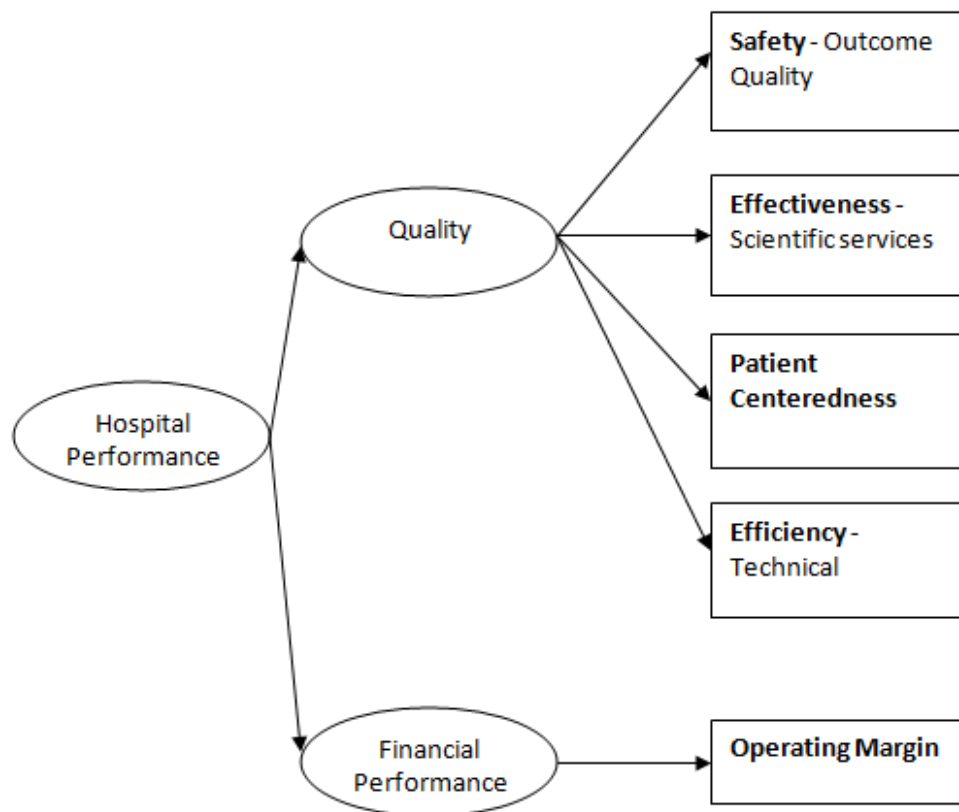 Safety - Outcome
Quality
Effectiveness -
Scientific services
Quality
Patient
Centeredness
Hospital
Performance
Efficiency -
Technical
Financial
Performance
Operating Margin